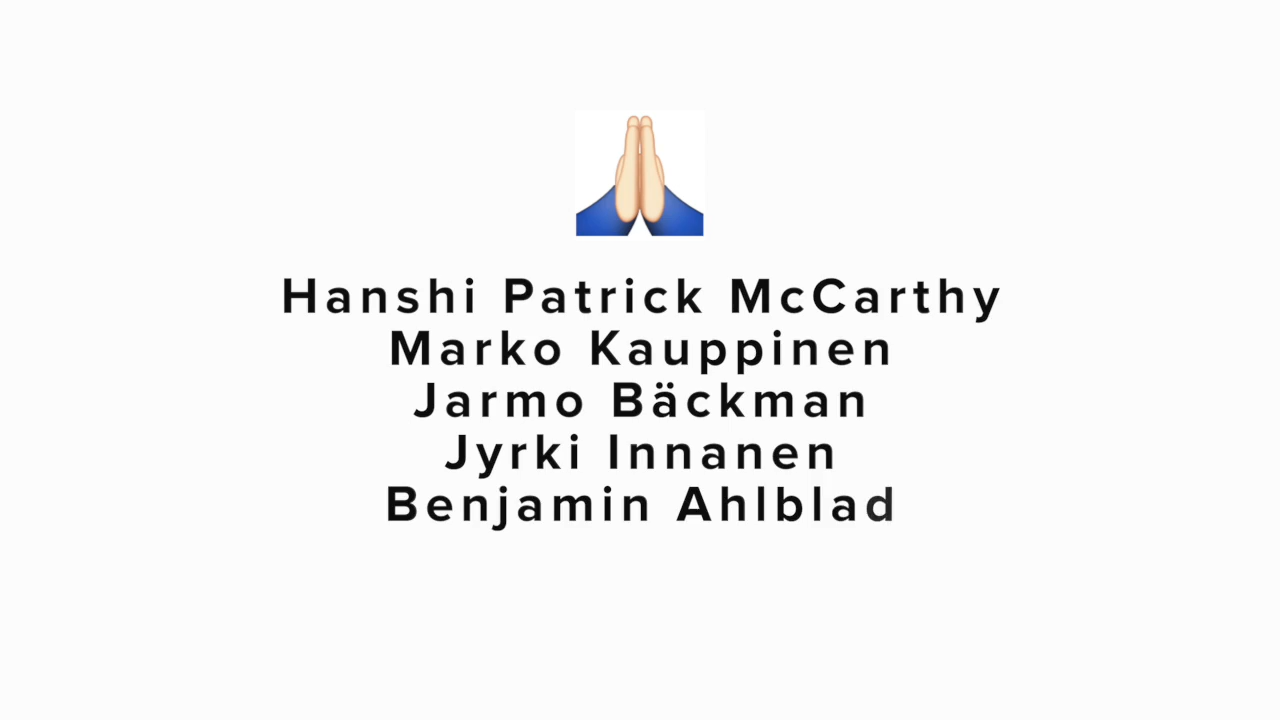 Hanshi Patrick McCarthy
Marko Kauppinen
Jarmo Bäckman
Jyrki Innanen
Benjamin Ahlblad